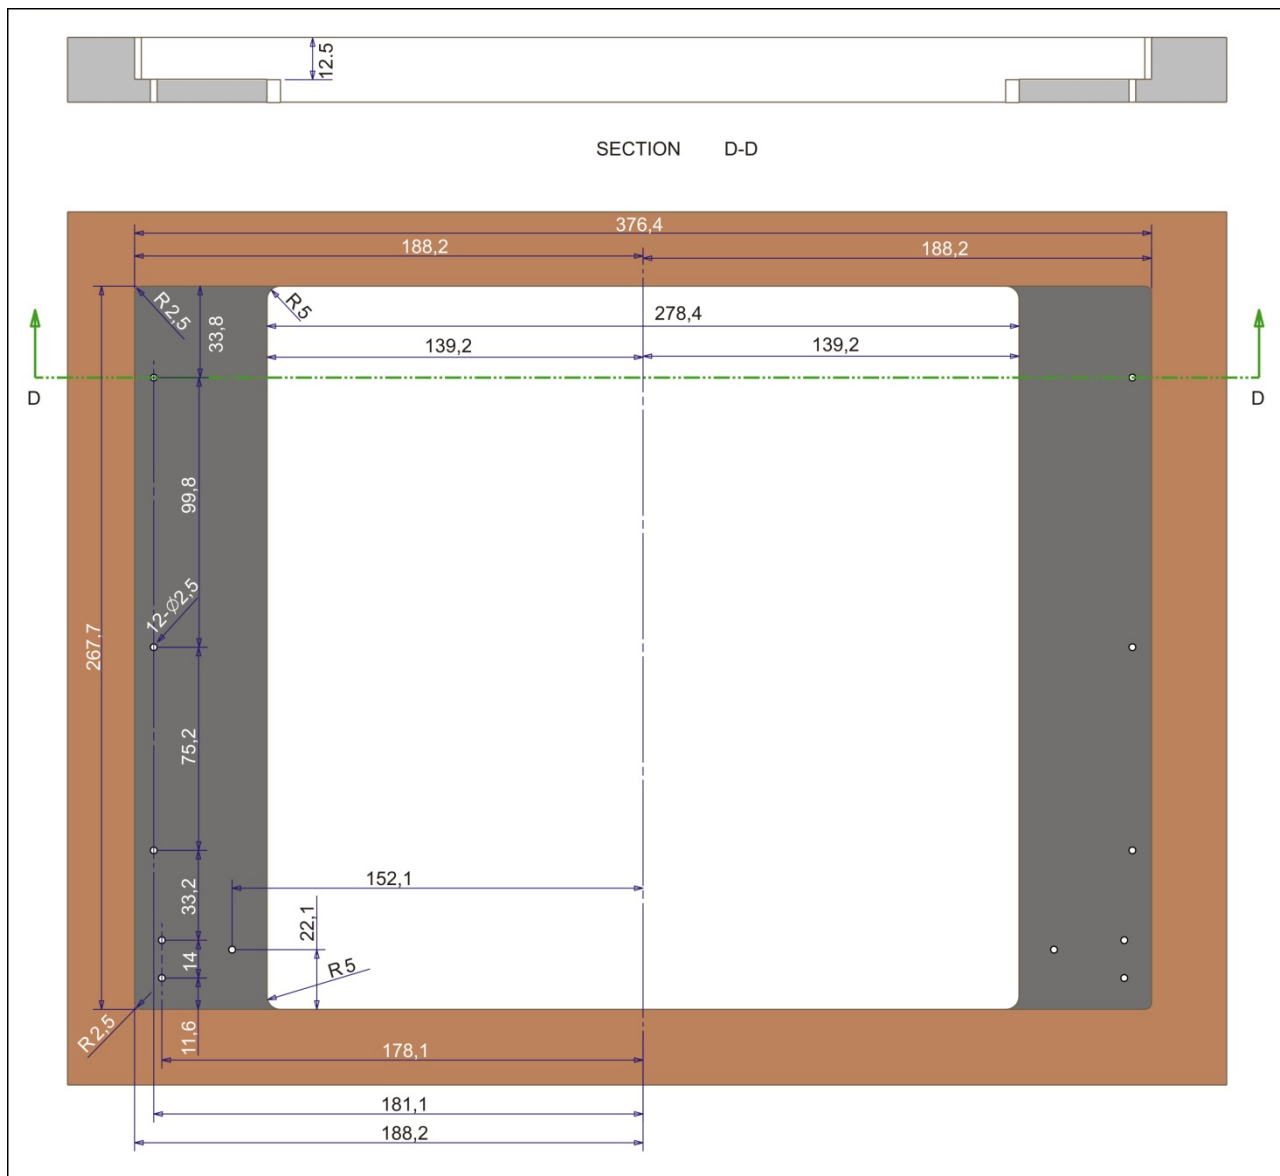 12.5
SECTION D-D
376,4
188,2 188,2
R2,5
33,8
R5
278,4
139,2 139,2
D D
99,8
12-Ø2,5
267,7
75,2
152,1
33,2
22,1
14
R5
R2,5
11,6
178,1
181,1
188,2